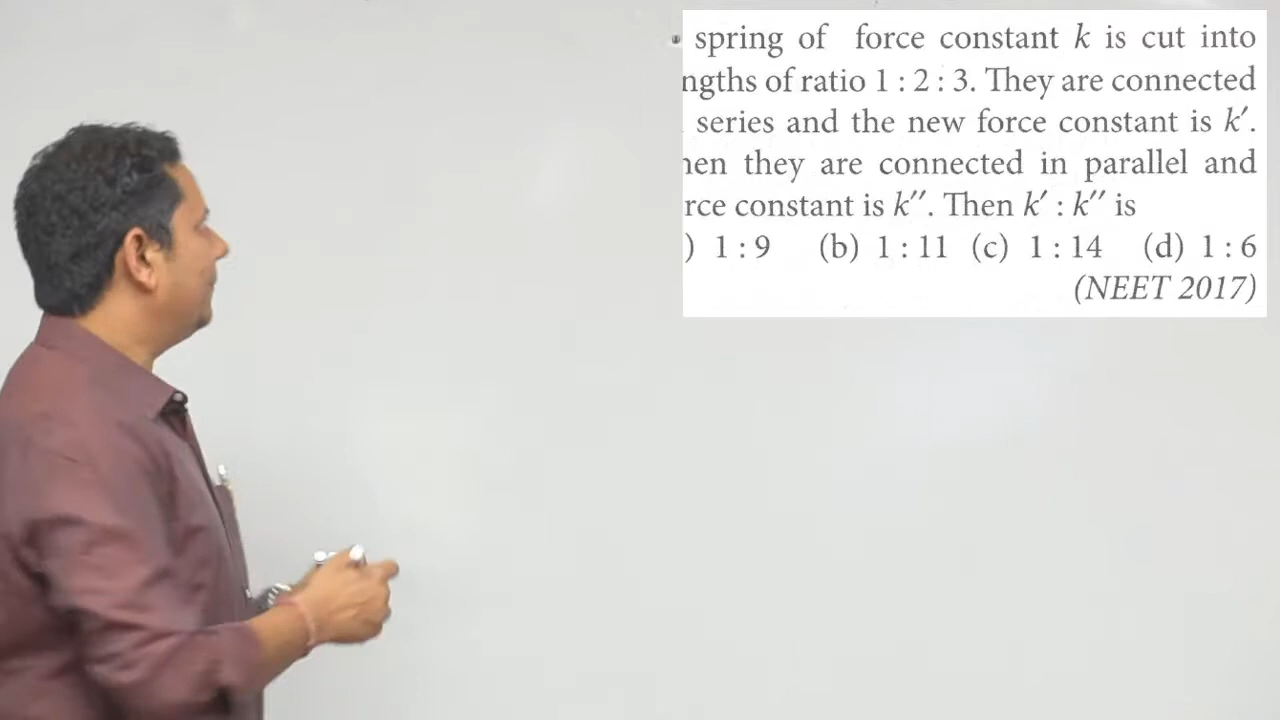 spring of force constant k is cut into
ngths of ratio 1 : 2 : 3. They are connected
series and the new force constant is k′.
hen they are connected in parallel and
rce constant is k″. Then k′ : k″ is
) 1 : 9 (b) 1 : 11 (c) 1 : 14 (d) 1 : 6
(NEET 2017)